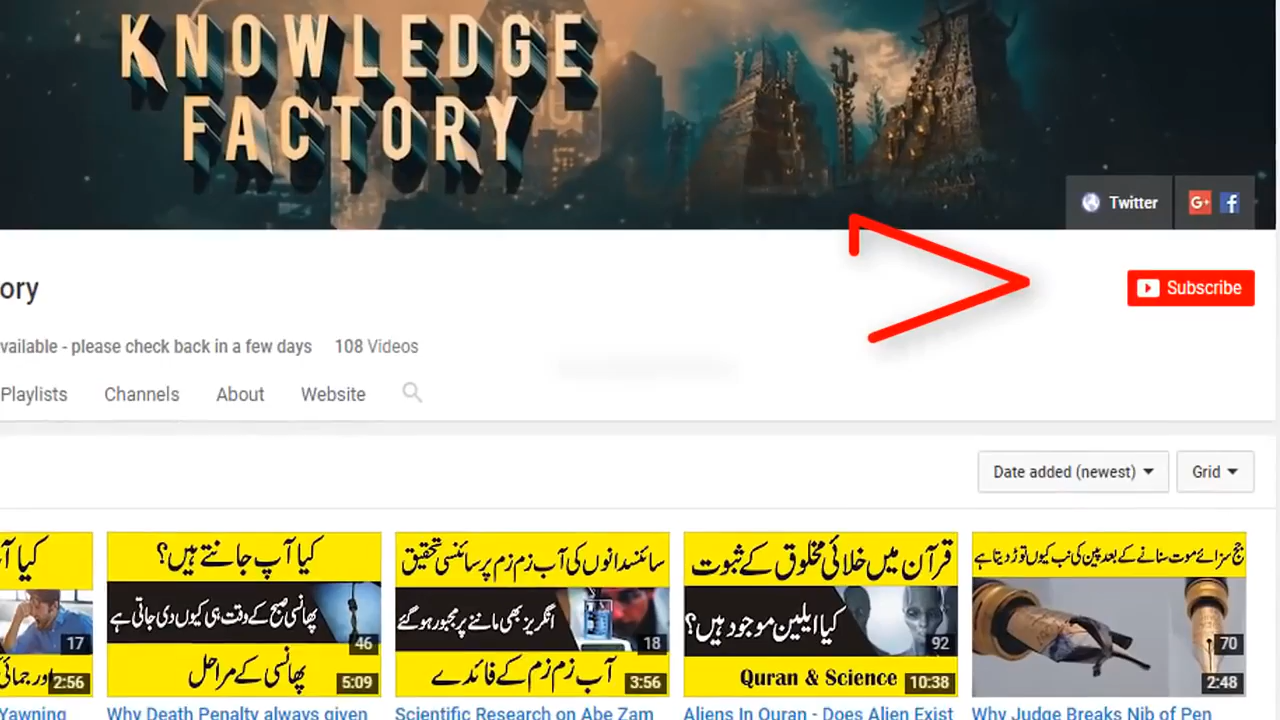 KNOWLEDGE
FACTORY
Twitter
G+ f
ory
Subscribe
vailable - please check back in a few days 108 Videos
Playlists Channels About Website
Date added (newest) Grid
کیا آ
17
اور جمائی
2:56
Yawning
کیا آپ جانتے ہیں؟
پھانسی صبح کے وقت ہی کیوں دی جاتی ہے
46
پھانسی کے مراحل
5:09
Why Death Penalty always given
سائنسدانوں کی آب زم زم پر سائنسی تحقیق
انگریز بھی ماننے پر مجبور ہو گئے
18
آب زم زم کے فائدے
3:56
Scientific Research on Abe Zam
قرآن میں خلائی مخلوق کے ثبوت
کیا ایلین موجود ہیں؟
92
Quran & Science
10:38
Aliens In Quran - Does Alien Exist
جج سزائے موت سنانے کے بعد پین کی نب کیوں توڑ دیتا ہے
70
2:48
Why Judge Breaks Nib of Pen